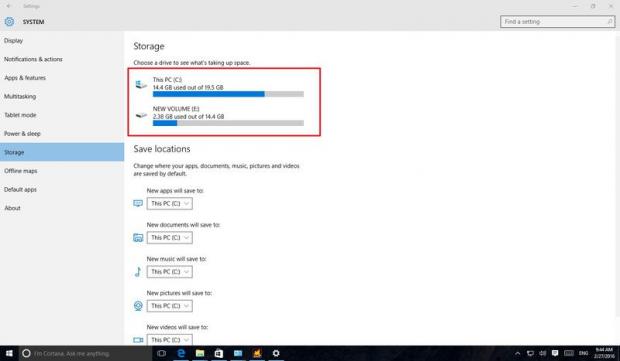 Settings
SYSTEM
Find a setting
Display
Notifications & actions
Apps & features
Multitasking
Tablet mode
Power & sleep
Storage
Offline maps
Default apps
About
Storage
Choose a drive to see what's taking up space.
This PC (C:)
14.4 GB used out of 19.5 GB
NEW VOLUME (E:)
2.38 GB used out of 14.4 GB
Save locations
Change where your apps, documents, music, pictures and videos
are saved by default.
New apps will save to:
This PC (C:)
New documents will save to:
This PC (C:)
New music will save to:
This PC (C:)
New pictures will save to:
This PC (C:)
New videos will save to:
I'm Cortana. Ask me anything.
ENG
9:44 AM
2/27/2016